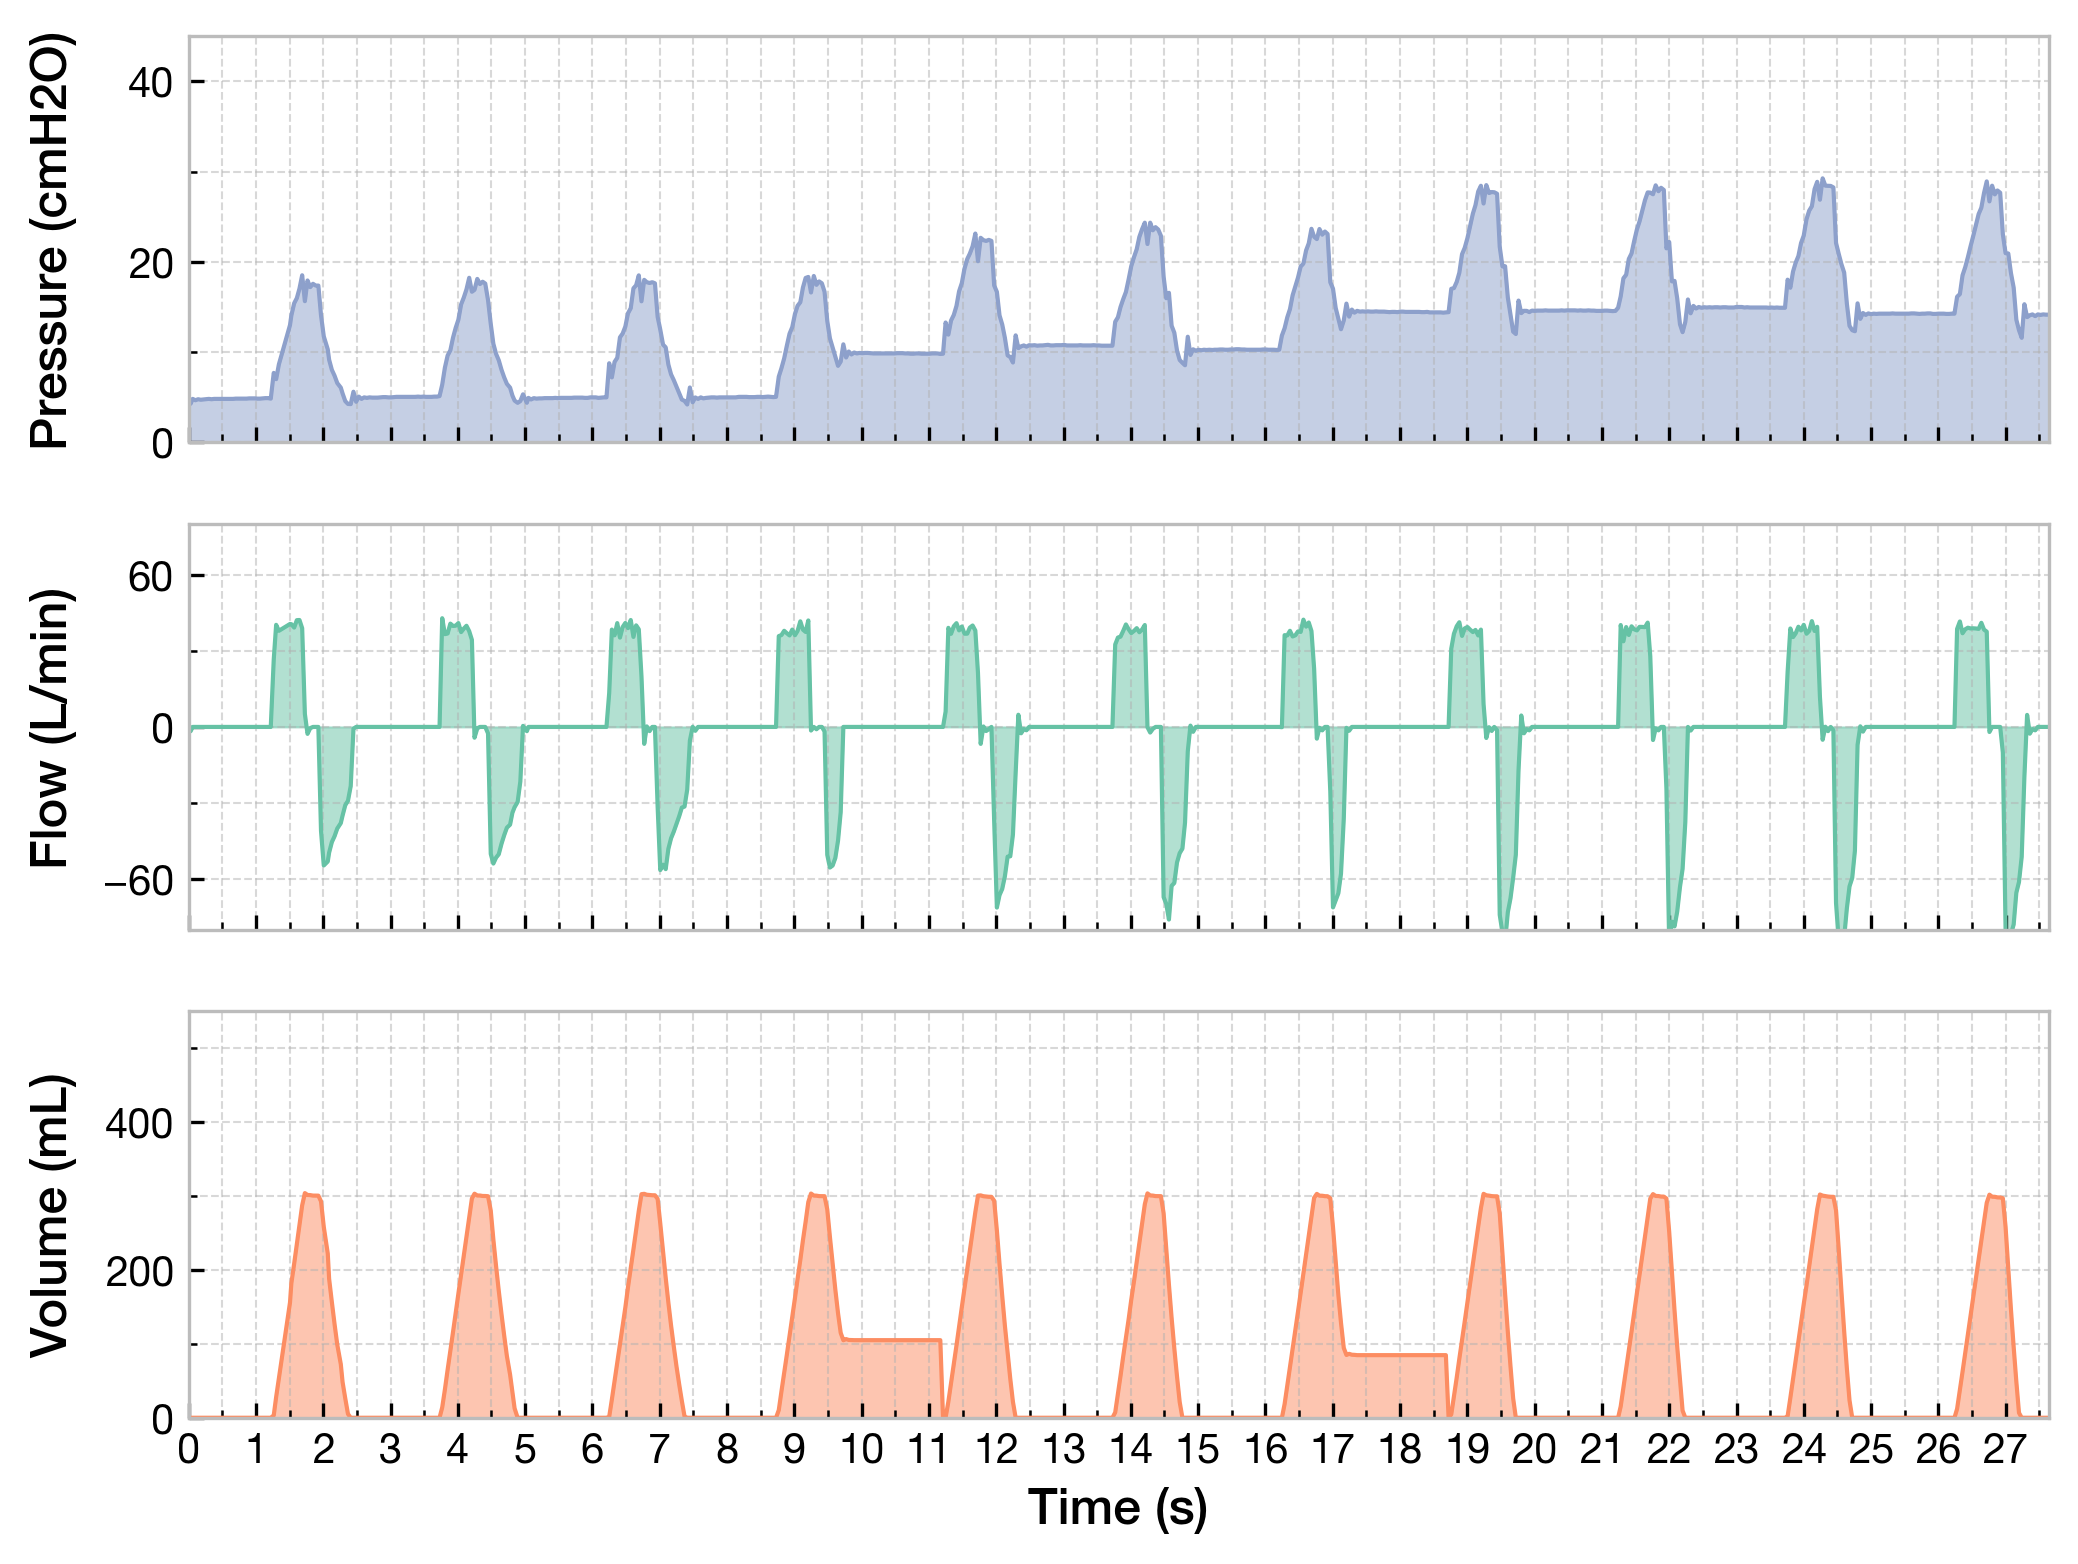 Pressure (cmH2O)
40
20
0
Flow (L/min)
60
0
−60
Volume (mL)
400
200
0
0 1 2 3 4 5 6 7 8 9 10 11 12 13 14 15 16 17 18 19 20 21 22 23 24 25 26 27
Time (s)